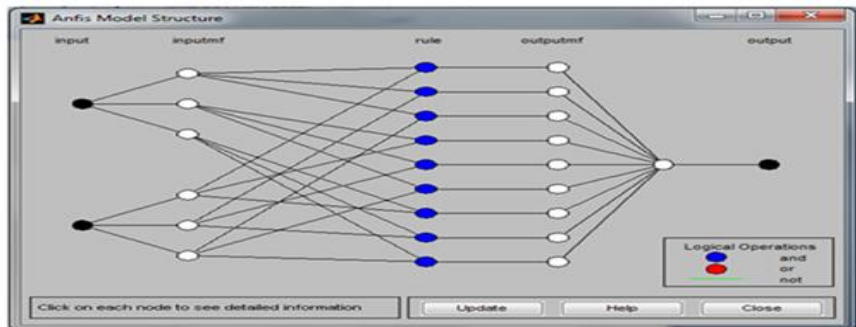 Anfis Model Structure
input inputmf rule outputmf output
Logical Operations
and
or
not
Click on each node to see detailed information Update Help Close